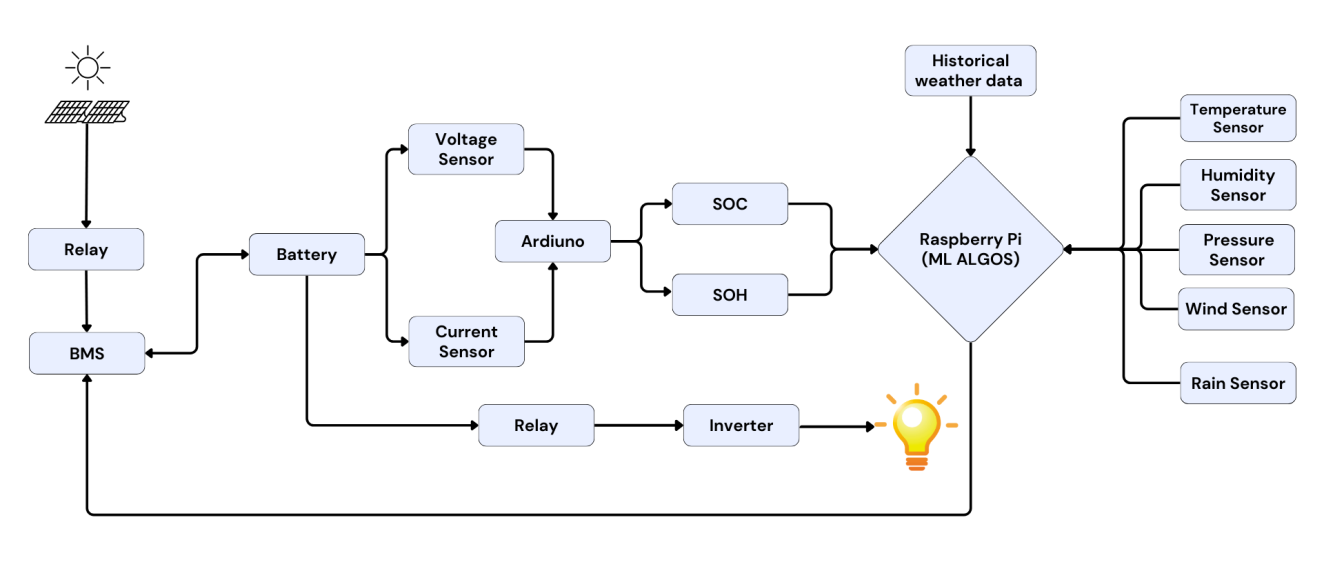 Historical
weather data
Temperature
Sensor
Voltage
Sensor
Humidity
Sensor
SOC
Relay
Battery
Ardiuno
Raspberry Pi
(ML ALGOS)
Pressure
Sensor
SOH
Wind Sensor
BMS
Current
Sensor
Rain Sensor
Relay
Inverter